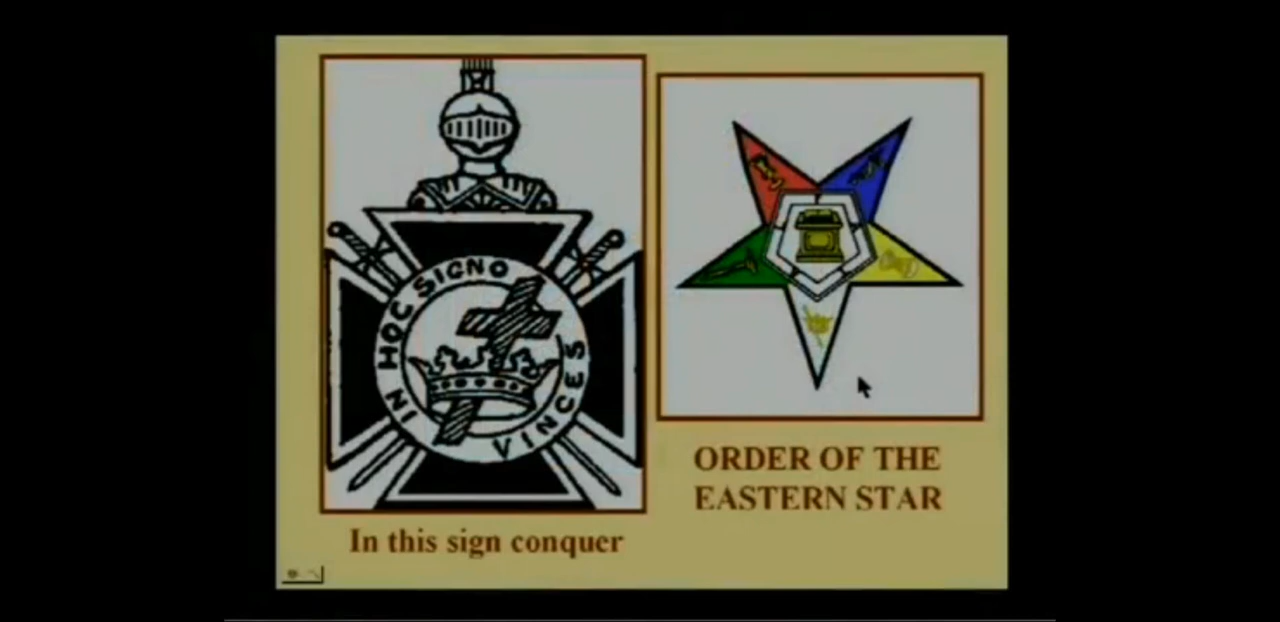 IN HOC SIGNO VINCES
In this sign conquer
ORDER OF THE
EASTERN STAR